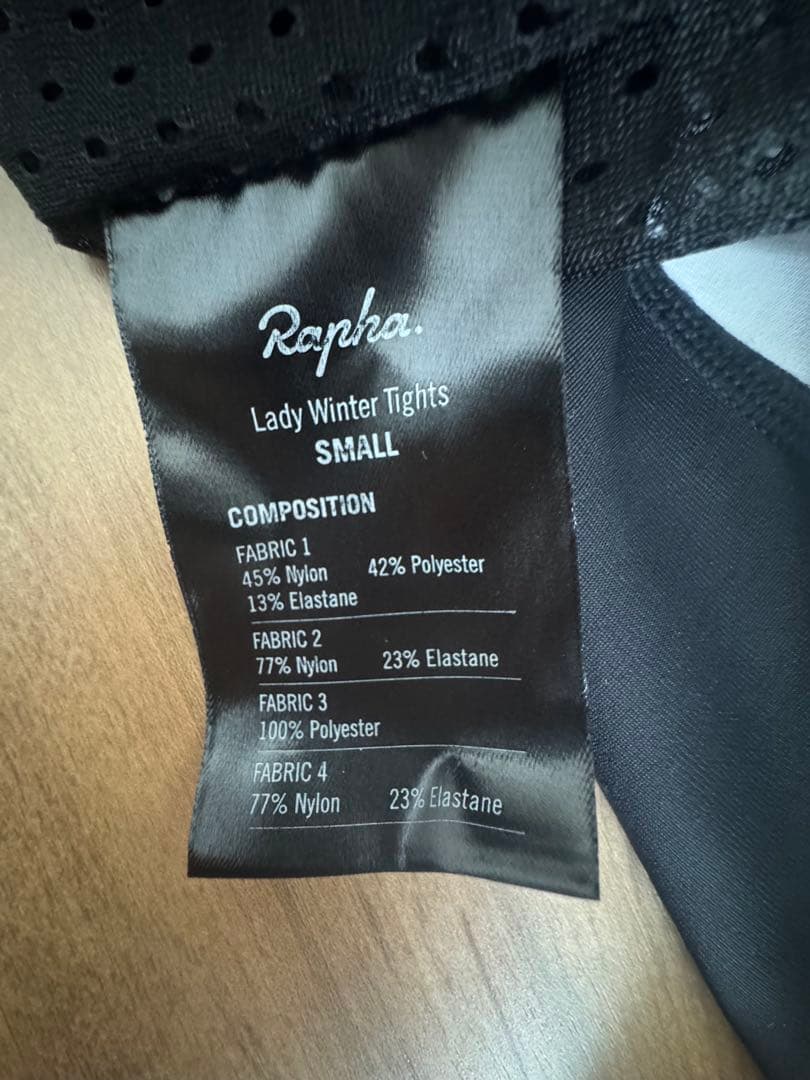 Rapha.
Lady Winter Tights
SMALL
COMPOSITION
FABRIC 1
45% Nylon 42% Polyester
13% Elastane
FABRIC 2
77% Nylon 23% Elastane
FABRIC 3
100% Polyester
FABRIC 4
77% Nylon 23% Elastane